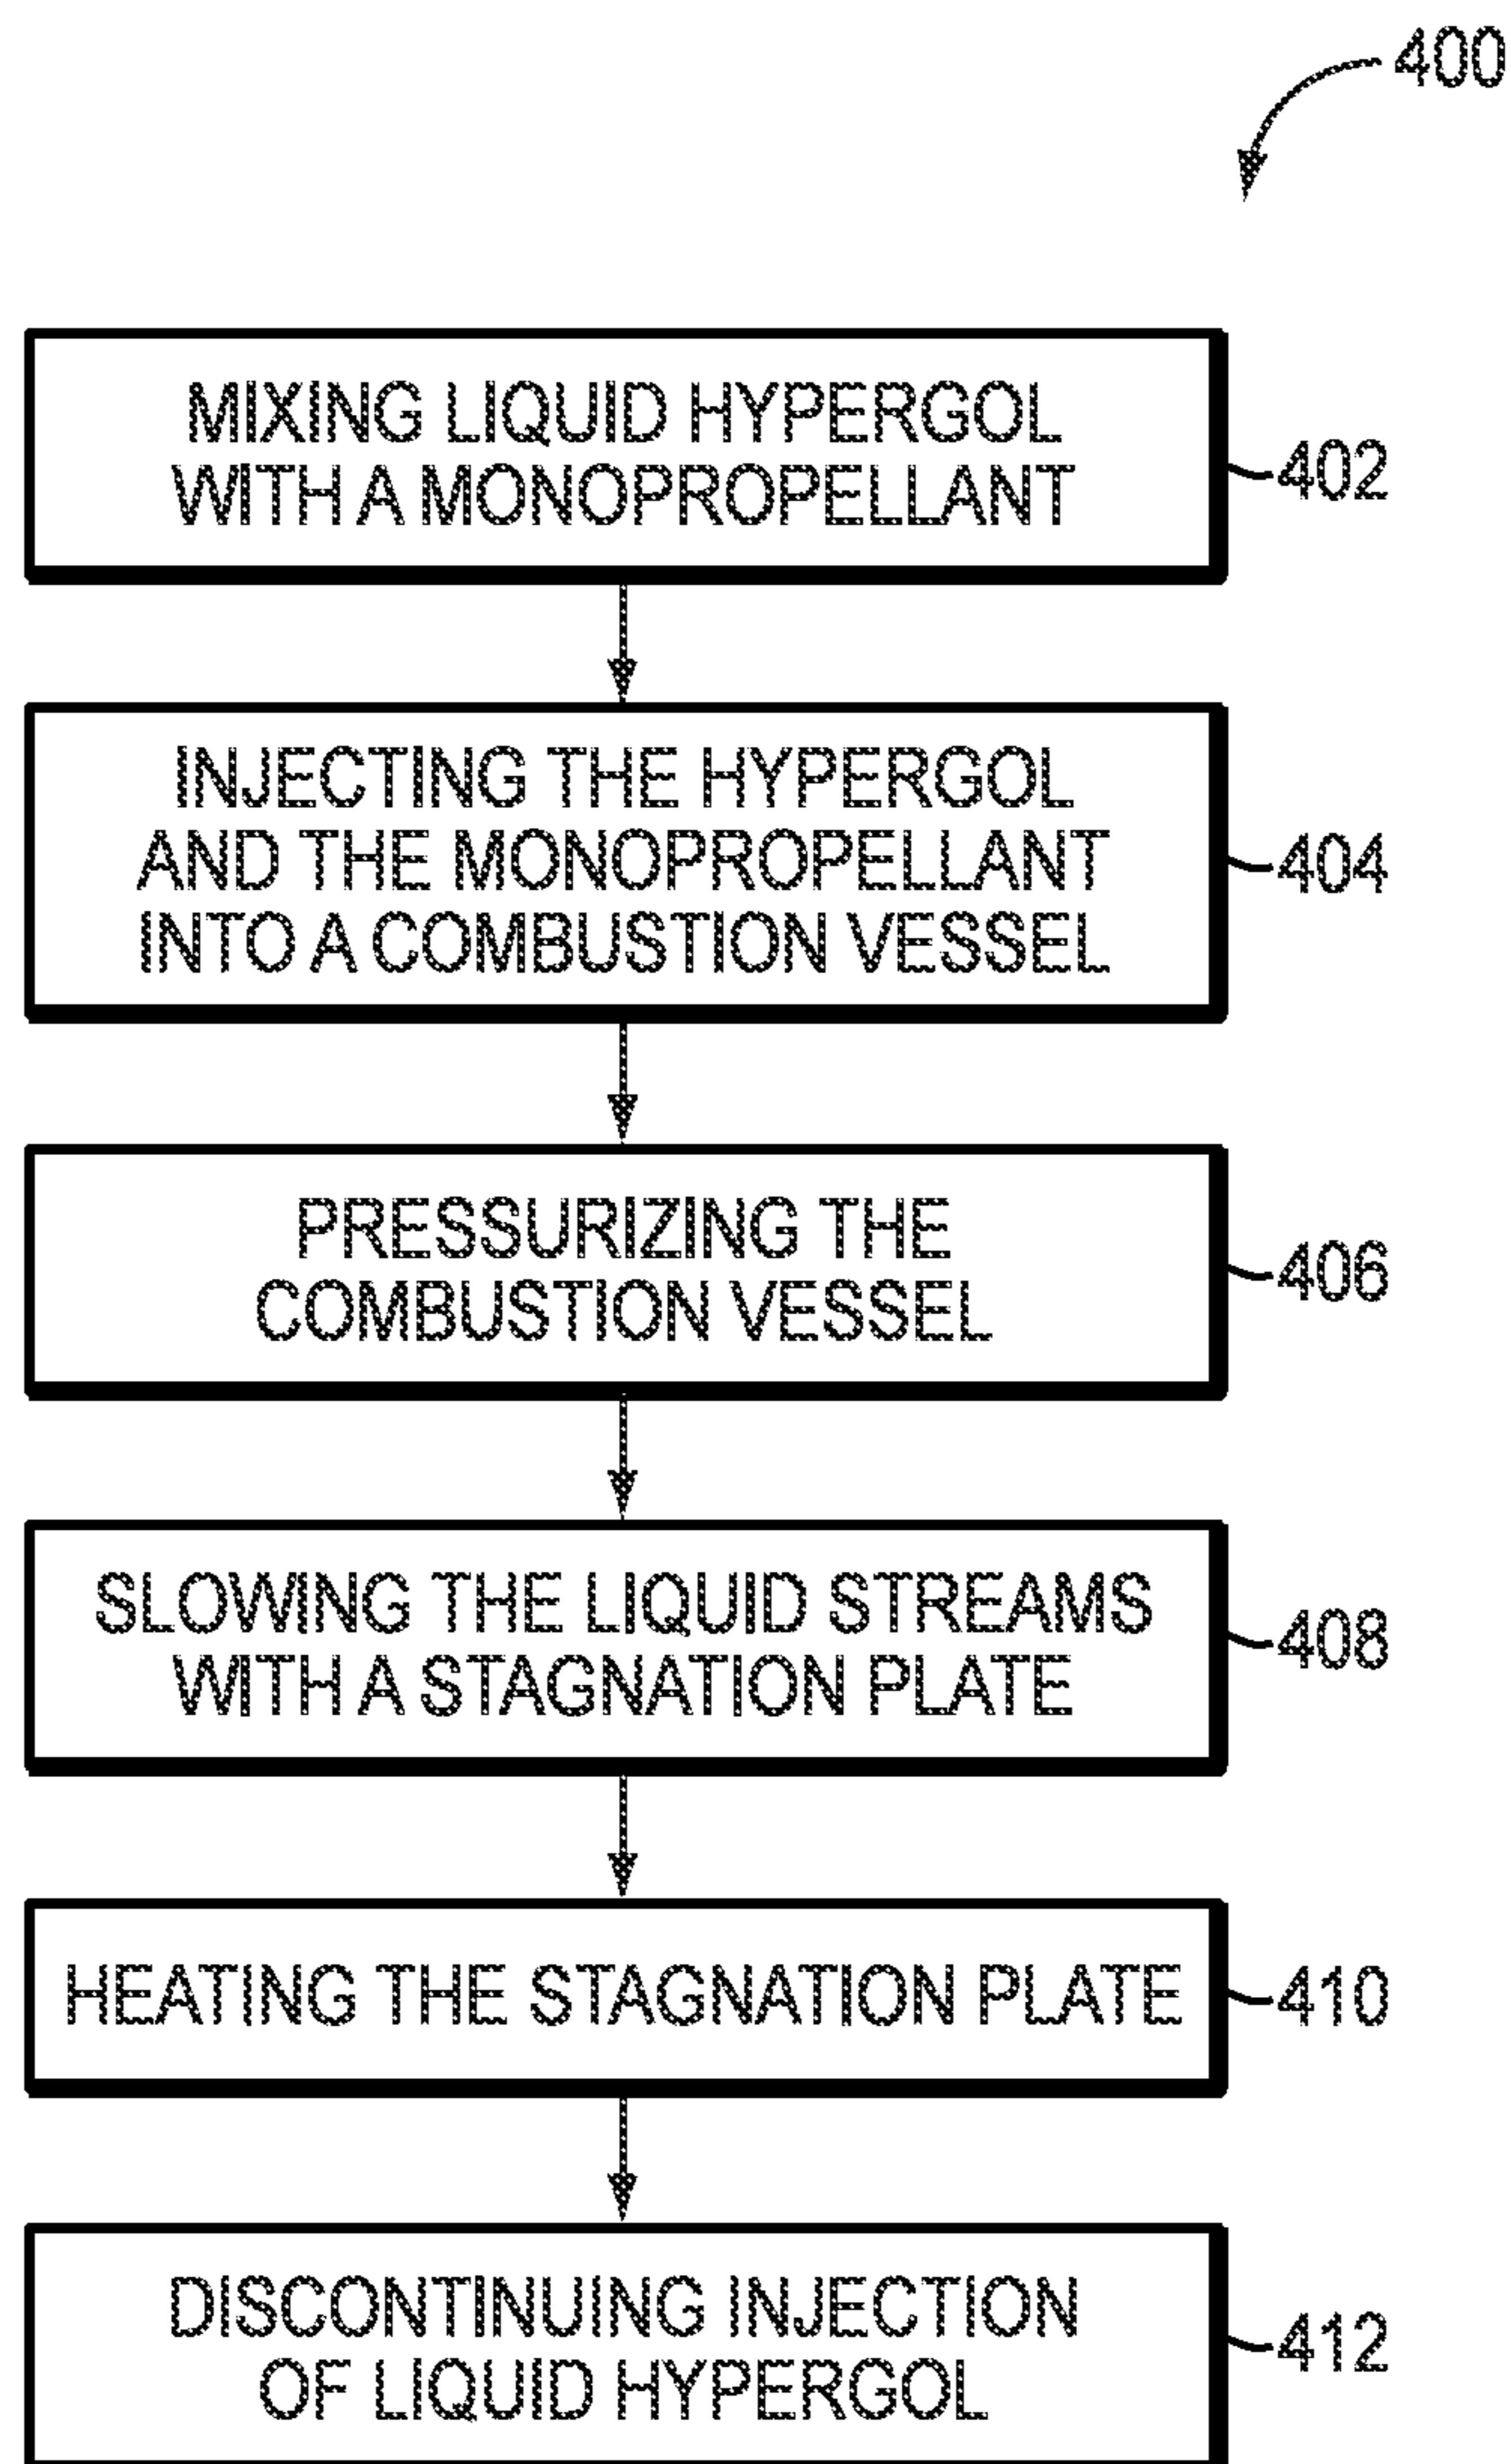 400
MIXING LIQUID HYPERGOL
WITH A MONOPROPELLANT
402
INJECTING THE HYPERGOL
AND THE MONOPROPELLANT
INTO A COMBUSTION VESSEL
404
PRESSURIZING THE
COMBUSTION VESSEL
406
SLOWING THE LIQUID STREAMS
WITH A STAGNATION PLATE
408
HEATING THE STAGNATION PLATE
410
DISCONTINUING INJECTION
OF LIQUID HYPERGOL
412